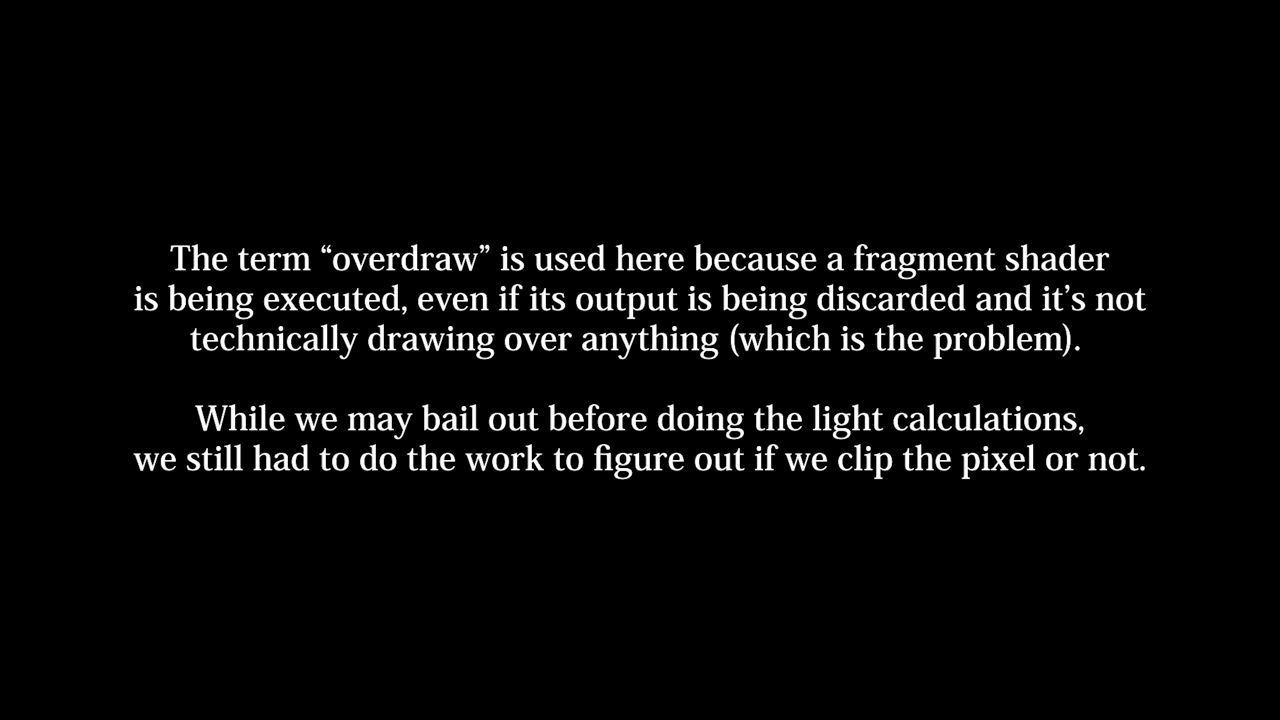 The term “overdraw” is used here because a fragment shader
is being executed, even if its output is being discarded and it’s not
technically drawing over anything (which is the problem).
While we may bail out before doing the light calculations,
we still had to do the work to figure out if we clip the pixel or not.